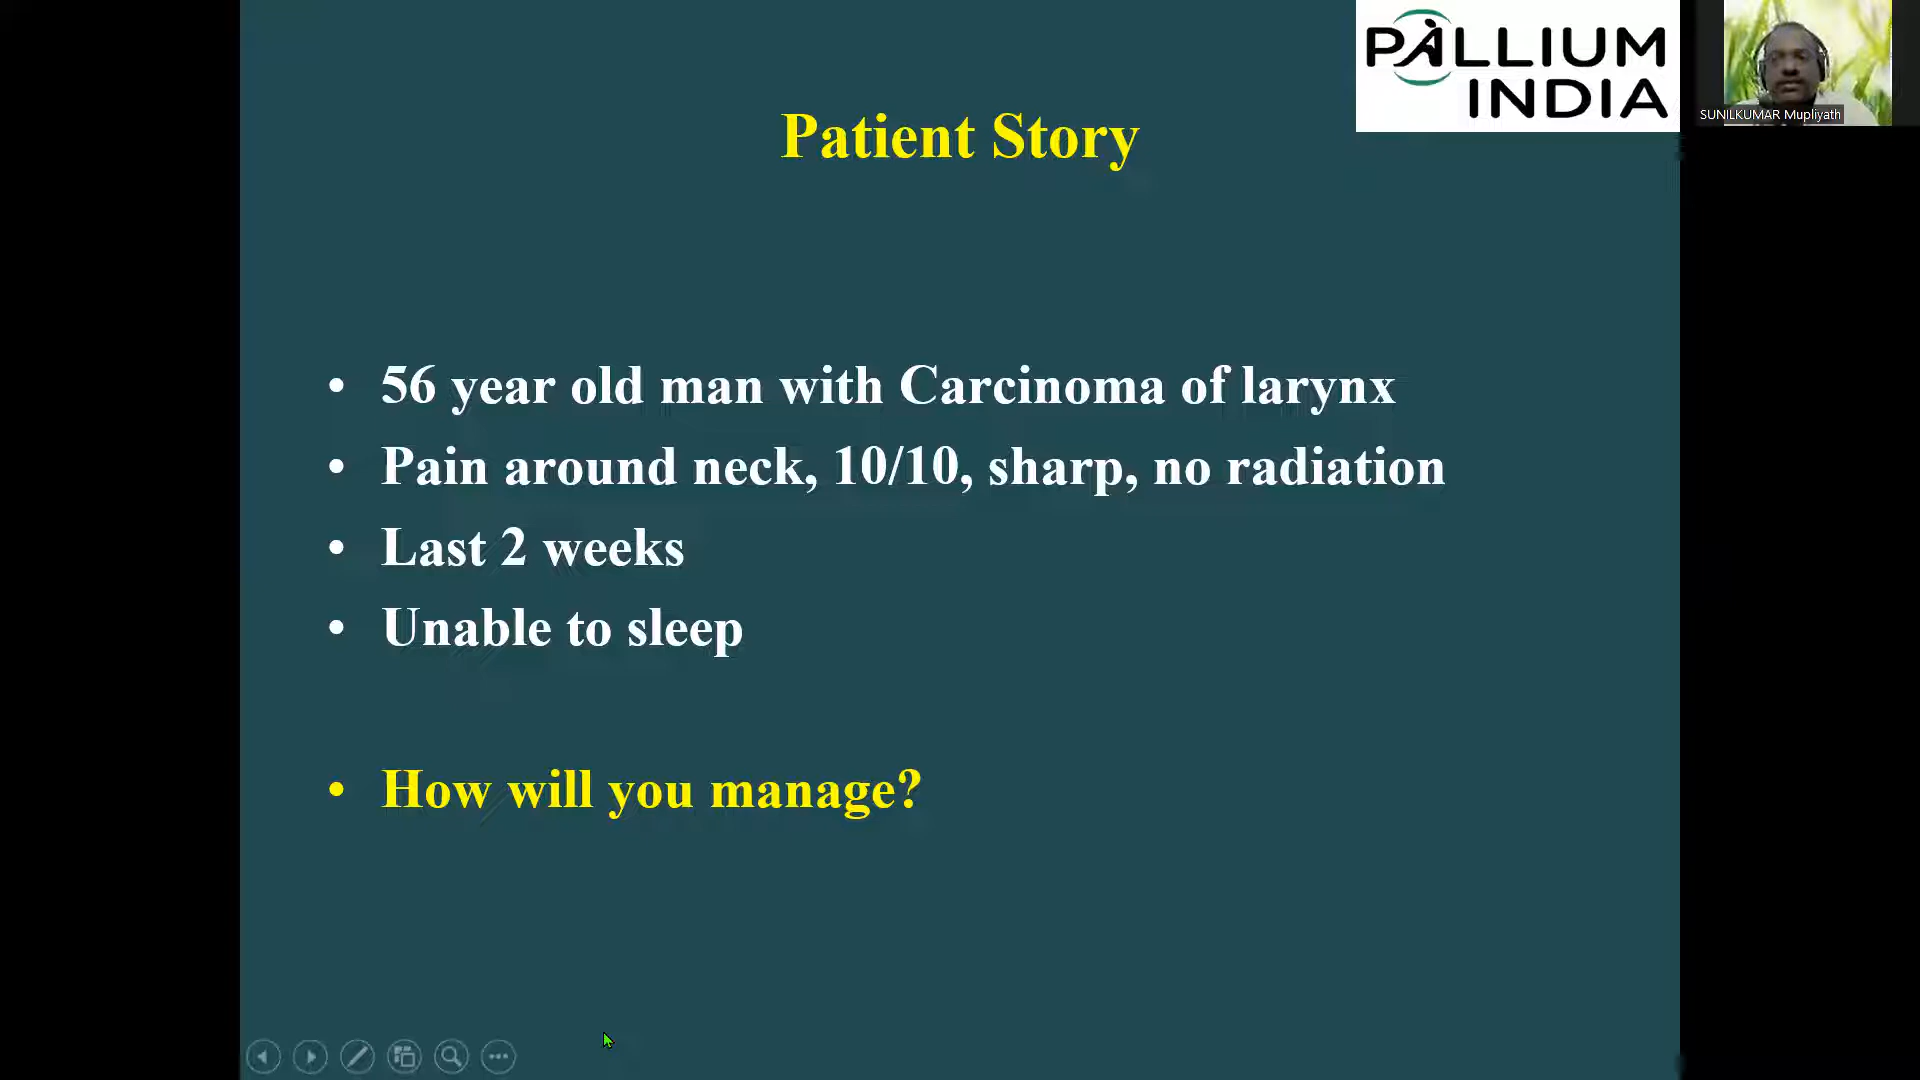 PALLIUM
INDIA
SUNILKUMAR Mupliyath
Patient Story
• 56 year old man with Carcinoma of larynx
• Pain around neck, 10/10, sharp, no radiation
• Last 2 weeks
• Unable to sleep
• How will you manage?